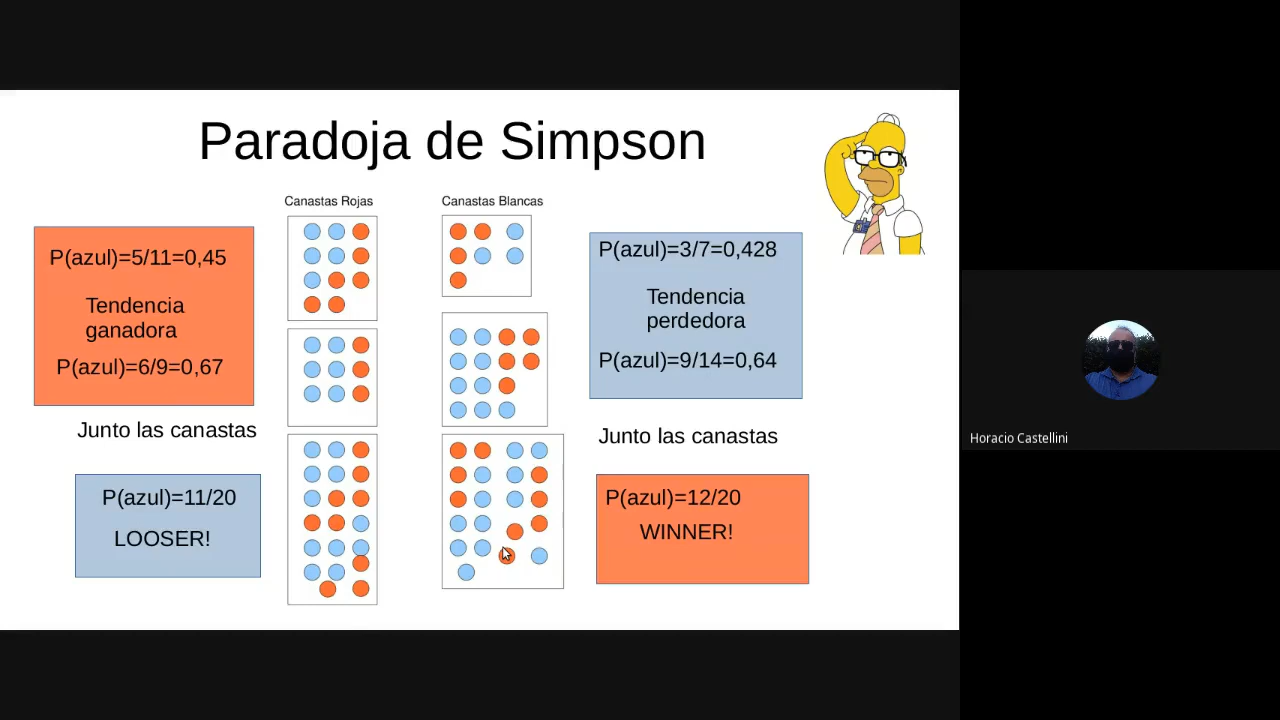 Paradoja de Simpson
Canastas Rojas
Canastas Blancas
P(azul)=5/11=0,45
Tendencia
ganadora
P(azul)=6/9=0,67
Junto las canastas
P(azul)=11/20
LOOSER!
P(azul)=3/7=0,428
Tendencia
perdedora
P(azul)=9/14=0,64
Junto las canastas
P(azul)=12/20
WINNER!
Horacio Castellini